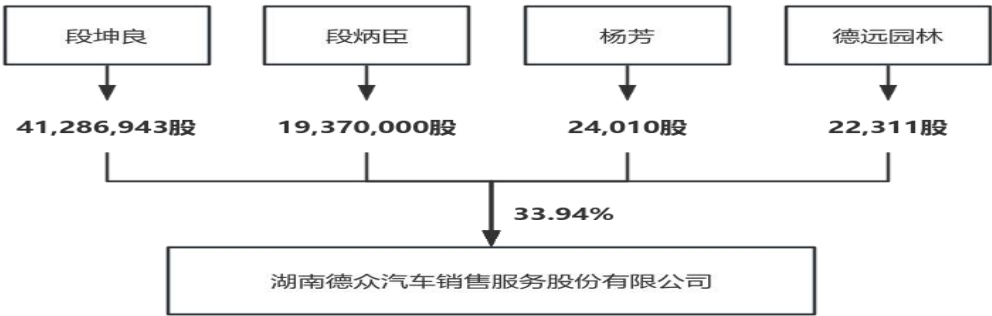 段坤良 段炳臣 杨芳 德远园林
41,286,943股 19,370,000股 24,010股 22,311股
33.94%
湖南德众汽车销售服务股份有限公司